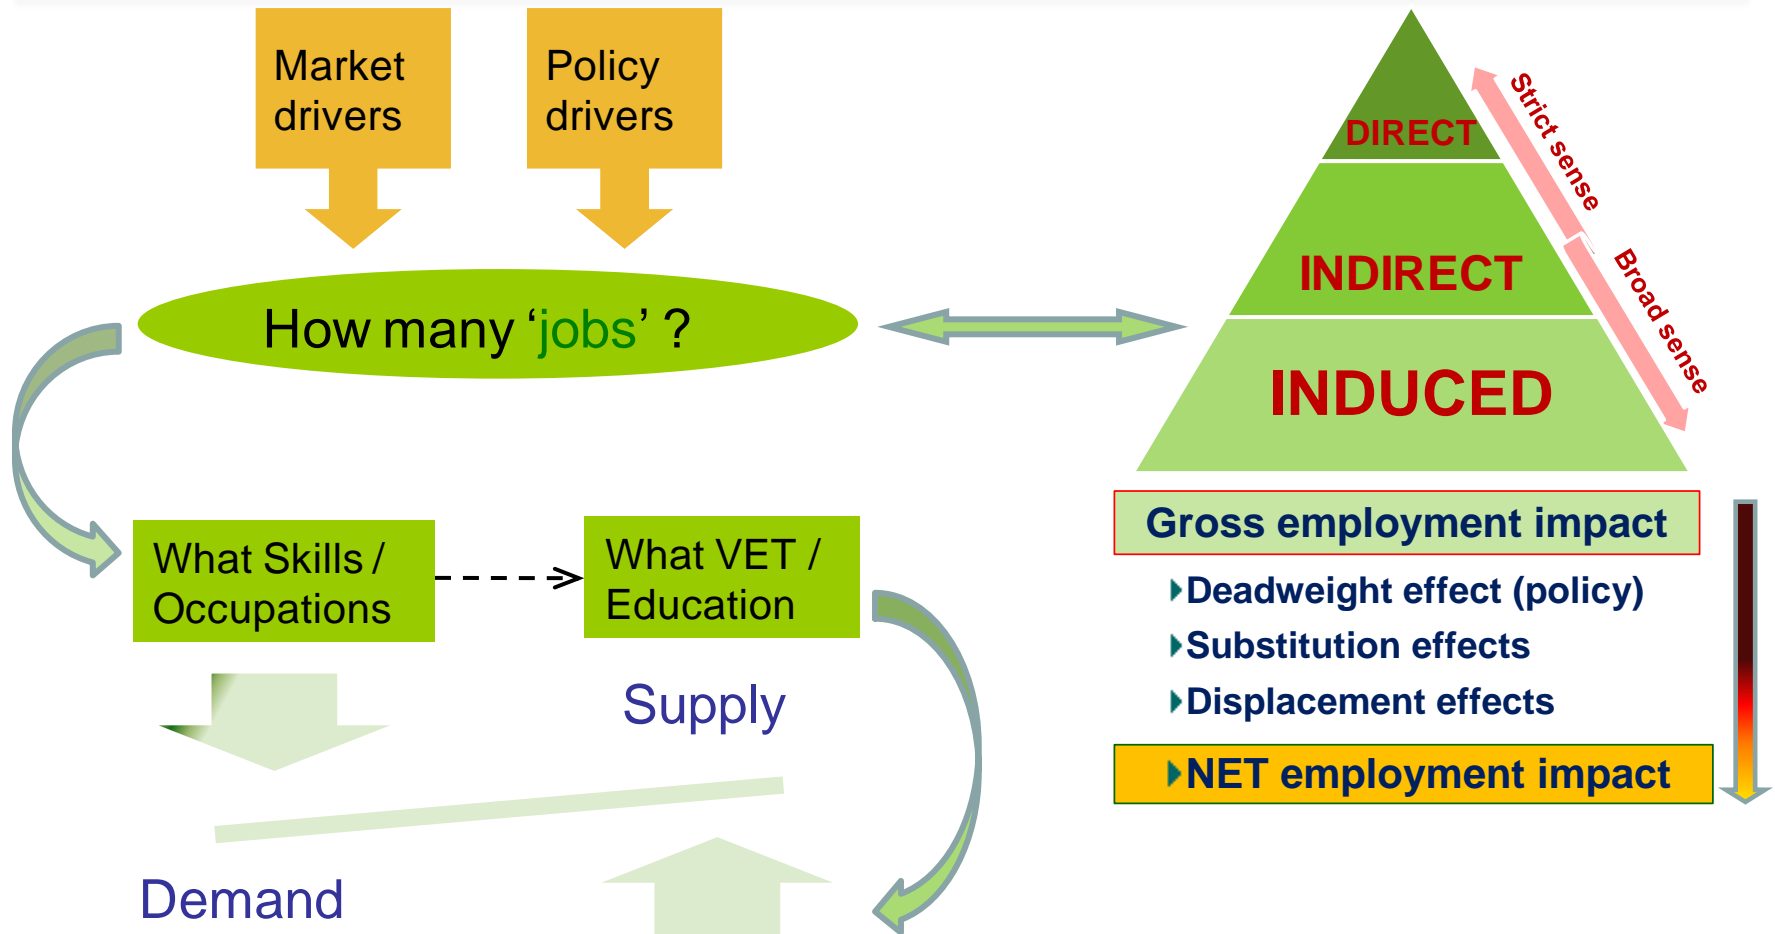 Market
drivers
Policy
drivers
How many ‘jobs’ ?
What Skills /
Occupations
What VET /
Education
Supply
Demand
DIRECT
INDIRECT
INDUCED
Strict sense
Broad sense
Gross employment impact
Deadweight effect (policy)
Substitution effects
Displacement effects
NET employment impact